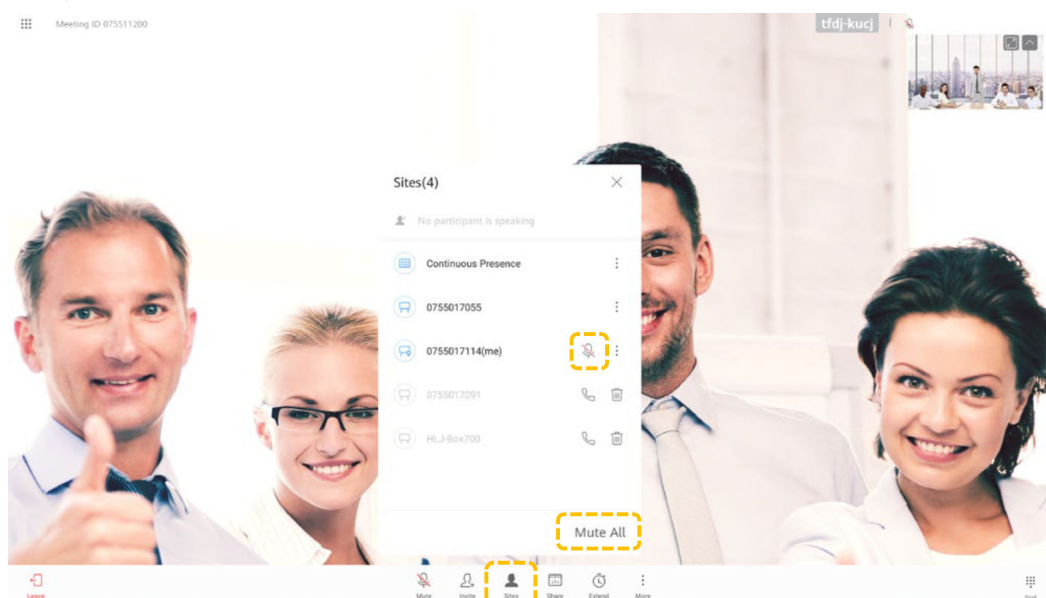 Meeting ID 075511200
tfdj-kucj
Sites(4)
No participant is speaking
Continuous Presence
0755017055
0755017114(me)
0755017091
HLJ-Box700
Mute All
Leave
Mute
Invite
Sites
Share
Extend
More